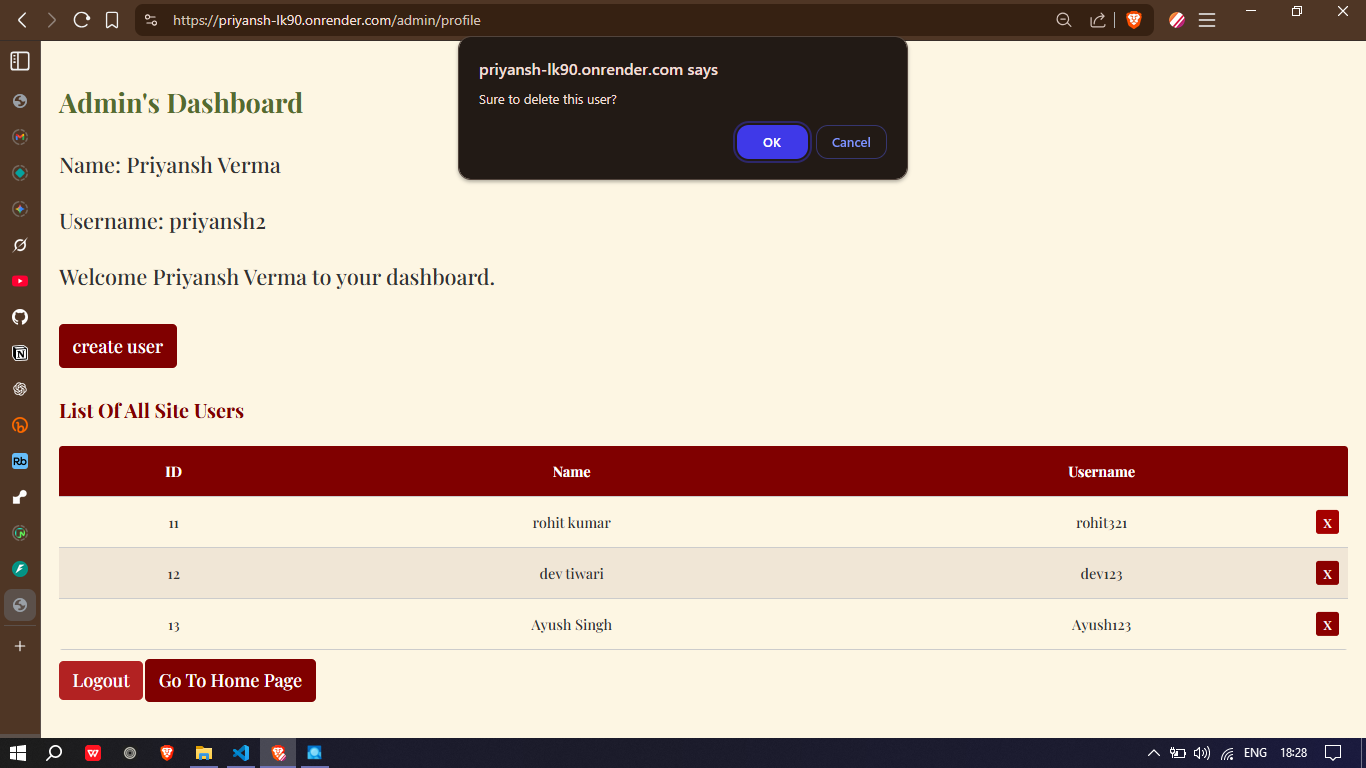 https://priyansh-lk90.onrender.com/admin/profile
priyansh-lk90.onrender.com says
Sure to delete this user?
OK
Cancel
Admin's Dashboard
Name: Priyansh Verma
Username: priyansh2
Welcome Priyansh Verma to your dashboard.
create user
List Of All Site Users
ID Name Username
11 rohit kumar rohit321 X
12 dev tiwari dev123 X
13 Ayush Singh Ayush123 X
Logout Go To Home Page
Rb
ENG 18:28